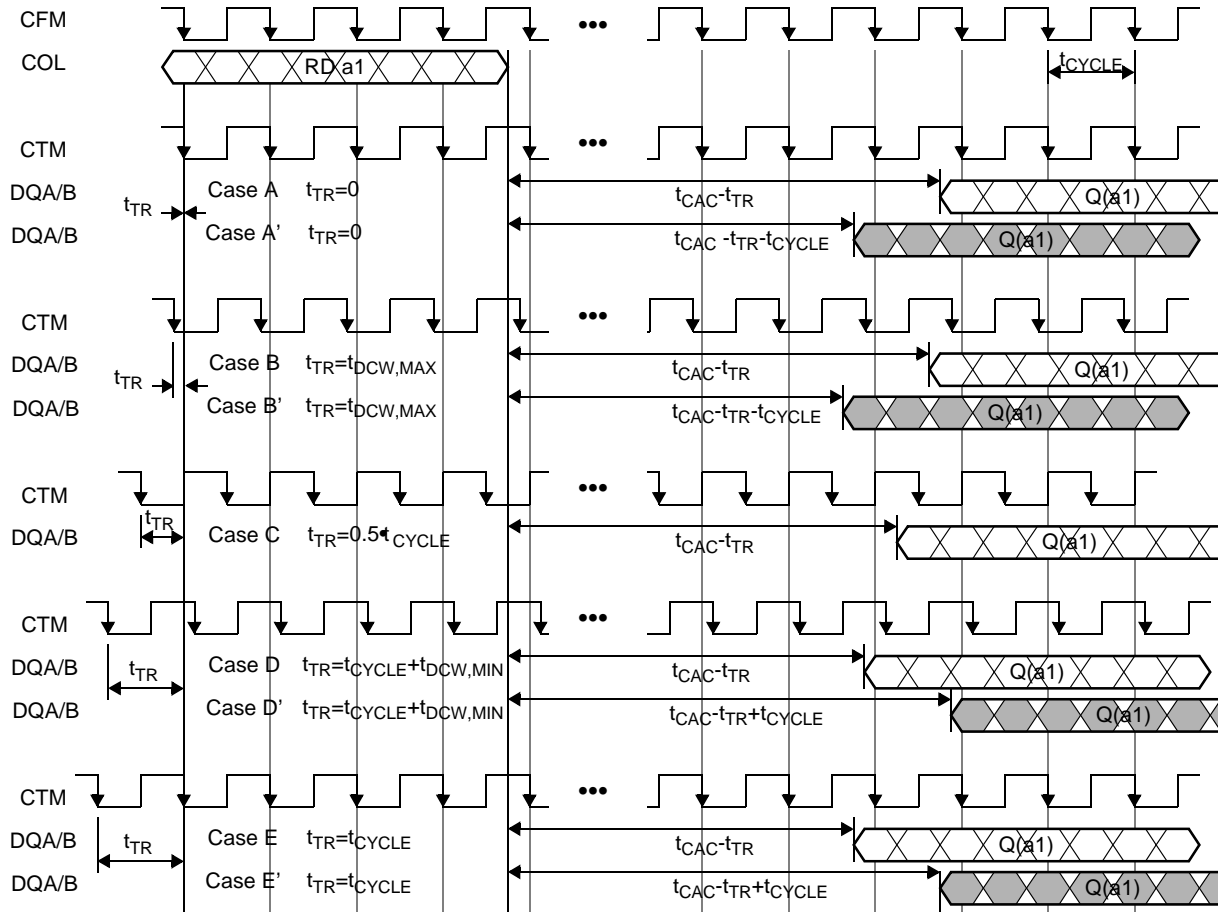 CFM •••
COL RD a1 tCYCLE
CTM •••
DQA/B Case A tTR=0 tCAC-tTR Q(a1)
tTR
DQA/B Case A’ tTR=0 tCAC -tTR-tCYCLE Q(a1)
CTM •••
DQA/B Case B tTR=tDCW,MAX tCAC-tTR Q(a1)
tTR
DQA/B Case B’ tTR=tDCW,MAX tCAC-tTR-tCYCLE Q(a1)
CTM •••
tTR
DQA/B Case C tTR=0.5•tCYCLE tCAC-tTR Q(a1)
CTM •••
DQA/B Case D tTR=tCYCLE+tDCW,MIN tCAC-tTR Q(a1)
tTR
DQA/B Case D’ tTR=tCYCLE+tDCW,MIN tCAC-tTR+tCYCLE Q(a1)
CTM •••
DQA/B tTR Case E tTR=tCYCLE tCAC-tTR Q(a1)
DQA/B Case E’ tTR=tCYCLE tCAC-tTR+tCYCLE Q(a1)